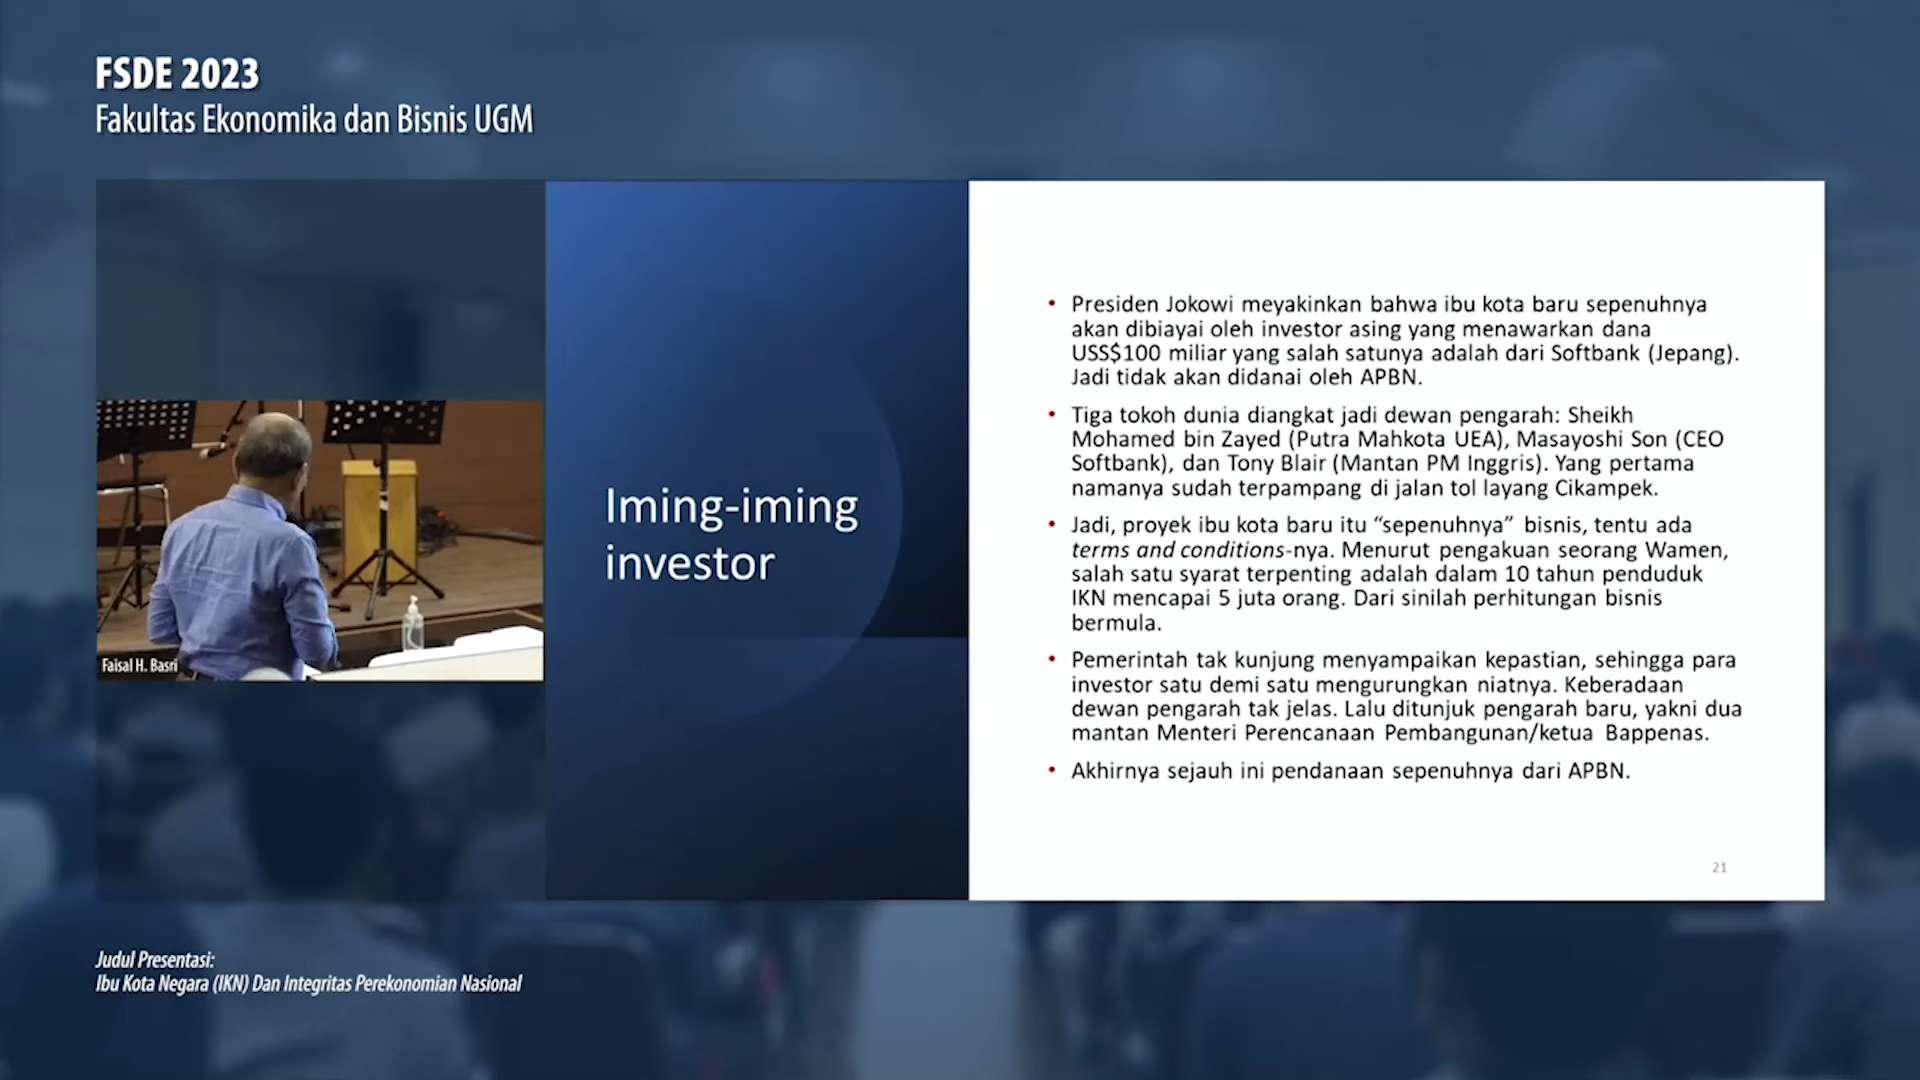 FSDE 2023
Fakultas Ekonomika dan Bisnis UGM
Faisal H. Basri
Iming-iming
investor
• Presiden Jokowi meyakinkan bahwa ibu kota baru sepenuhnya
akan dibiayai oleh investor asing yang menawarkan dana
USS$100 miliar yang salah satunya adalah dari Softbank (Jepang).
Jadi tidak akan didanai oleh APBN.
• Tiga tokoh dunia diangkat jadi dewan pengarah: Sheikh
Mohamed bin Zayed (Putra Mahkota UEA), Masayoshi Son (CEO
Softbank), dan Tony Blair (Mantan PM Inggris). Yang pertama
namanya sudah terpampang di jalan tol layang Cikampek.
• Jadi, proyek ibu kota baru itu “sepenuhnya” bisnis, tentu ada
terms and conditions-nya. Menurut pengakuan seorang Wamen,
salah satu syarat terpenting adalah dalam 10 tahun penduduk
IKN mencapai 5 juta orang. Dari sinilah perhitungan bisnis
bermula.
• Pemerintah tak kunjung menyampaikan kepastian, sehingga para
investor satu demi satu mengurungkan niatnya. Keberadaan
dewan pengarah tak jelas. Lalu ditunjuk pengarah baru, yakni dua
mantan Menteri Perencanaan Pembangunan/ketua Bappenas.
• Akhirnya sejauh ini pendanaan sepenuhnya dari APBN.
21
Judul Presentasi:
Ibu Kota Negara (IKN) Dan Integritas Perekonomian Nasional